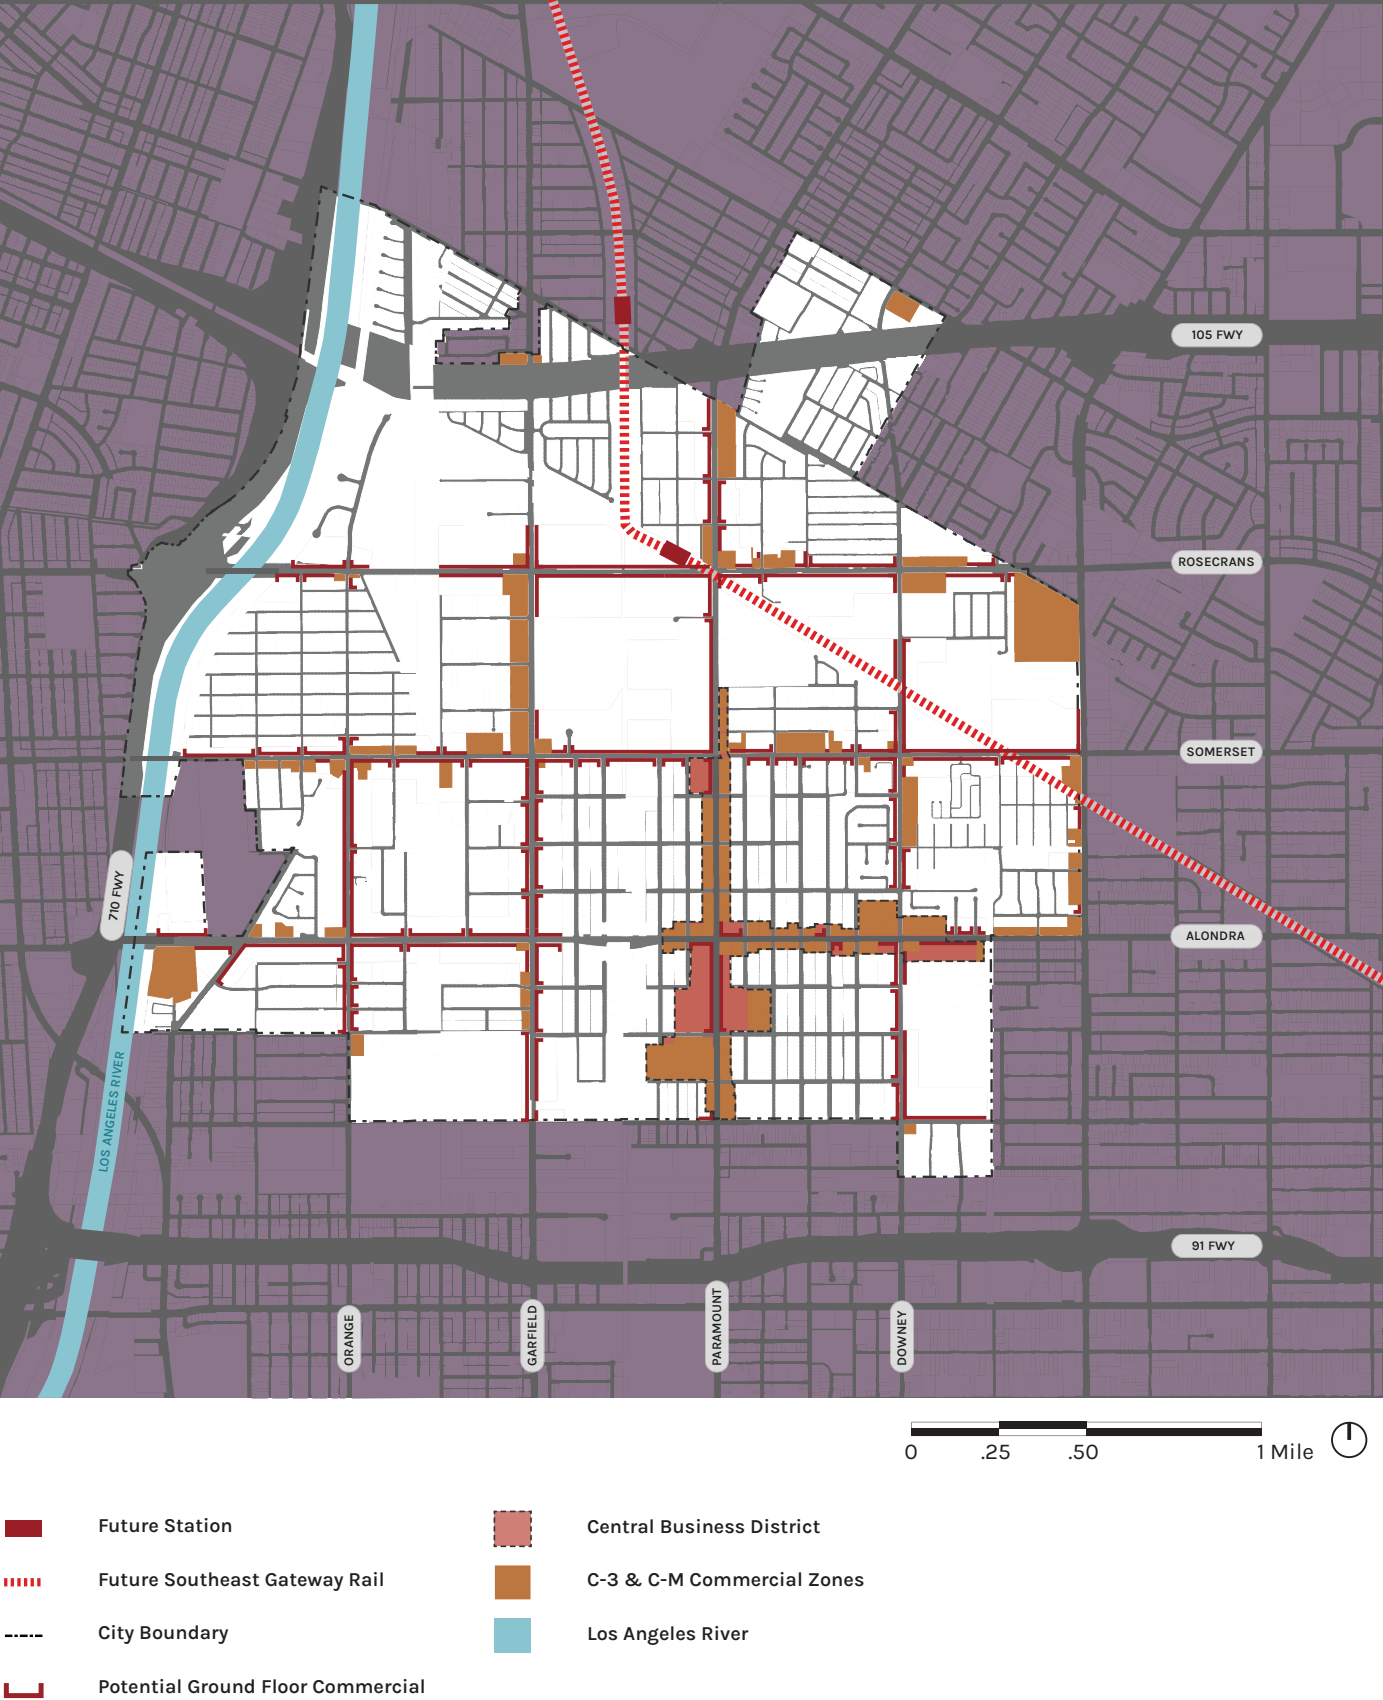 105 FWY
ROSECRANS
SOMERSET
710 FWY
ALONDRA
LOS ANGELES RIVER
91 FWY
ORANGE
GARFIELD
PARAMOUNT
DOWNEY
0 .25 .50 1 Mile
Future Station
Central Business District
Future Southeast Gateway Rail
C-3 & C-M Commercial Zones
City Boundary
Los Angeles River
Potential Ground Floor Commercial